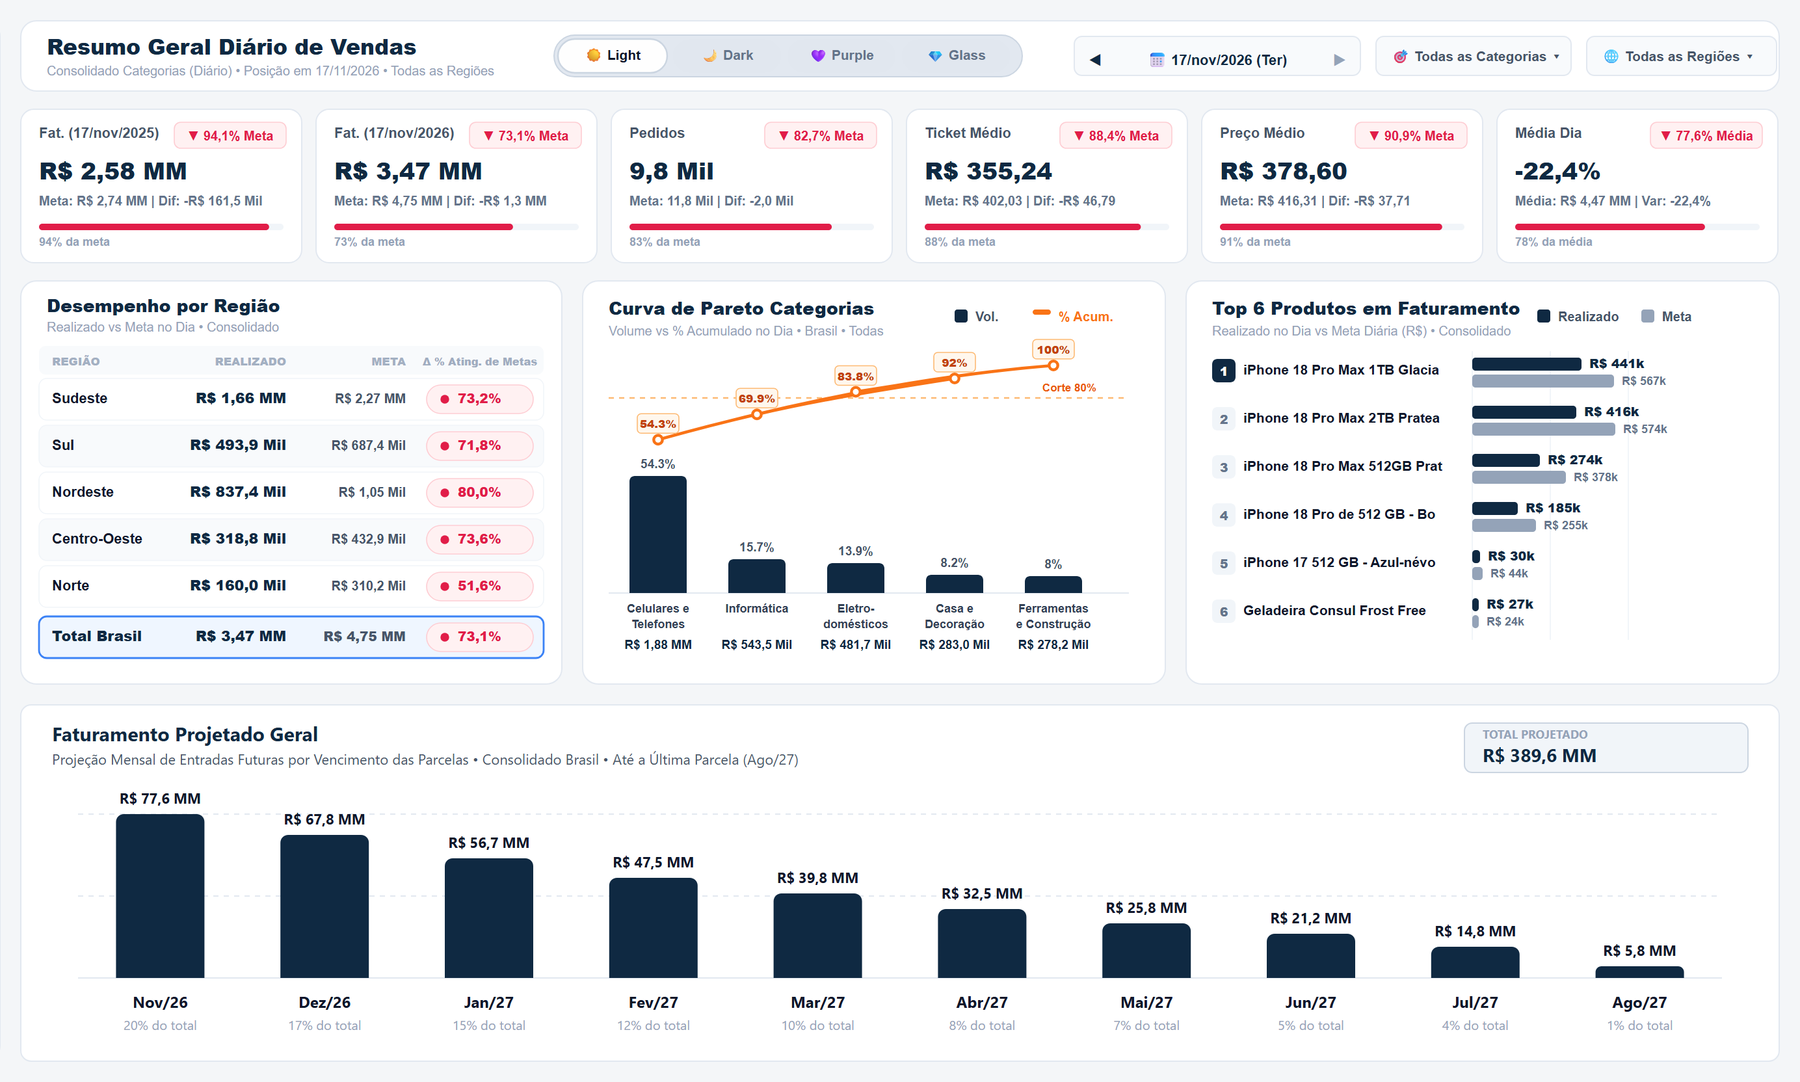 Resumo Geral Diário de Vendas
Consolidado Categorias (Diário) • Posição em 17/11/2026 • Todas as Regiões
Light
Dark
Purple
Glass
◀ 17/nov/2026 (Ter) ▶
Todas as Categorias ▾
Todas as Regiões ▾
Fat. (17/nov/2025)
▼ 94,1% Meta
R$ 2,58 MM
Meta: R$ 2,74 MM | Dif: -R$ 161,5 Mil
94% da meta
Fat. (17/nov/2026)
▼ 73,1% Meta
R$ 3,47 MM
Meta: R$ 4,75 MM | Dif: -R$ 1,3 MM
73% da meta
Pedidos
▼ 82,7% Meta
9,8 Mil
Meta: 11,8 Mil | Dif: -2,0 Mil
83% da meta
Ticket Médio
▼ 88,4% Meta
R$ 355,24
Meta: R$ 402,03 | Dif: -R$ 46,79
88% da meta
Preço Médio
▼ 90,9% Meta
R$ 378,60
Meta: R$ 416,31 | Dif: -R$ 37,71
91% da meta
Média Dia
▼ 77,6% Média
-22,4%
Média: R$ 4,47 MM | Var: -22,4%
78% da média
Desempenho por Região
Realizado vs Meta no Dia • Consolidado
REGIÃO REALIZADO META Δ % Ating. de Metas
Sudeste R$ 1,66 MM R$ 2,27 MM 73,2%
Sul R$ 493,9 Mil R$ 687,4 Mil 71,8%
Nordeste R$ 837,4 Mil R$ 1,05 MM 80,0%
Centro-Oeste R$ 318,8 Mil R$ 432,9 Mil 73,6%
Norte R$ 160,0 Mil R$ 310,2 Mil 51,6%
Total Brasil R$ 3,47 MM R$ 4,75 MM 73,1%
Curva de Pareto Categorias
Volume vs % Acumulado no Dia • Brasil • Todas
Vol.
% Acum.
54.3%
69.9%
83.8%
92%
100%
Corte 80%
54.3%
15.7%
13.9%
8.2%
8%
Celulares e
Telefones
R$ 1,88 MM
Informática
R$ 543,5 Mil
Eletro-
domésticos
R$ 481,7 Mil
Casa e
Decoração
R$ 283,0 Mil
Ferramentas
e Construção
R$ 278,2 Mil
Top 6 Produtos em Faturamento
Realizado no Dia vs Meta Diária (R$) • Consolidado
Realizado
Meta
1 iPhone 18 Pro Max 1TB Glacia R$ 441k
R$ 567k
2 iPhone 18 Pro Max 2TB Pratea R$ 416k
R$ 574k
3 iPhone 18 Pro Max 512GB Prat R$ 274k
R$ 378k
4 iPhone 18 Pro de 512 GB - Bo R$ 185k
R$ 255k
5 iPhone 17 512 GB - Azul-névo R$ 30k
R$ 44k
6 Geladeira Consul Frost Free R$ 27k
R$ 24k
Faturamento Projetado Geral
Projeção Mensal de Entradas Futuras por Vencimento das Parcelas • Consolidado Brasil • Até a Última Parcela (Ago/27)
TOTAL PROJETADO
R$ 389,6 MM
R$ 77,6 MM
R$ 67,8 MM
R$ 56,7 MM
R$ 47,5 MM
R$ 39,8 MM
R$ 32,5 MM
R$ 25,8 MM
R$ 21,2 MM
R$ 14,8 MM
R$ 5,8 MM
Nov/26 Dez/26 Jan/27 Fev/27 Mar/27 Abr/27 Mai/27 Jun/27 Jul/27 Ago/27
20% do total 17% do total 15% do total 12% do total 10% do total 8% do total 7% do total 5% do total 4% do total 1% do total